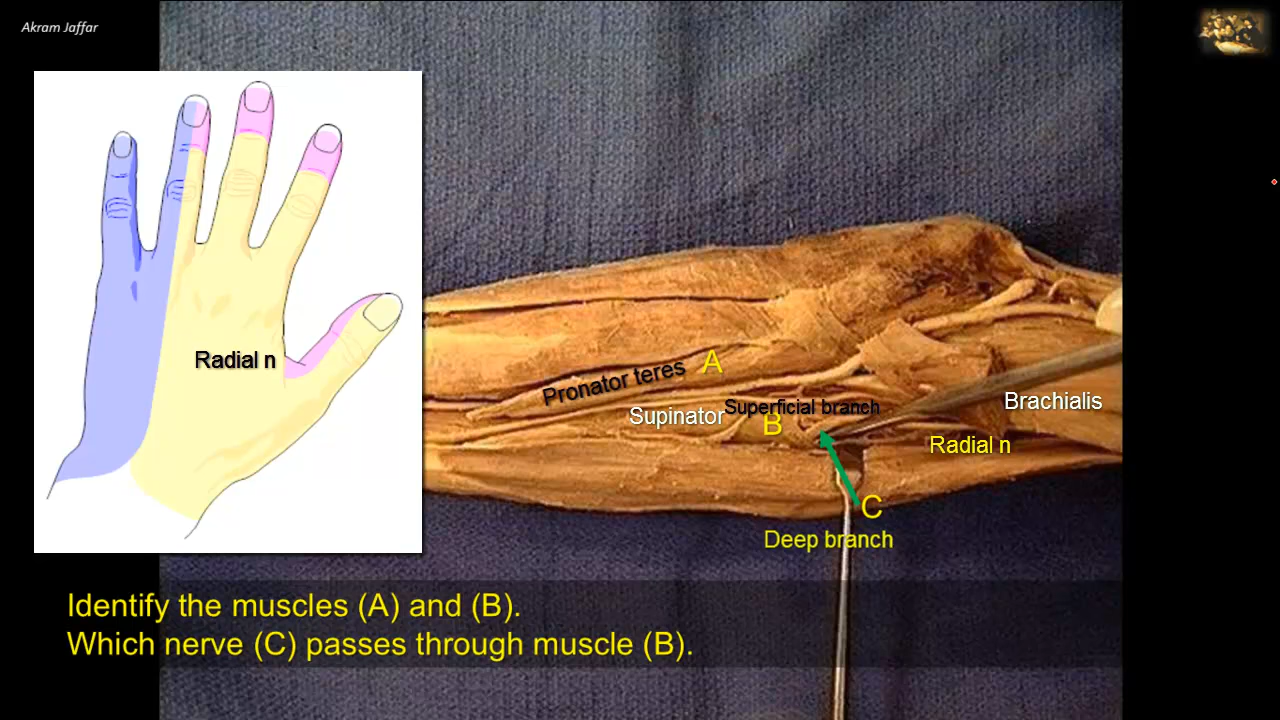 Akram Jaffar
Radial n
Pronator teres
A
Supinator
Superficial branch
B
Brachialis
Radial n
C
Deep branch
Identify the muscles (A) and (B).
Which nerve (C) passes through muscle (B).